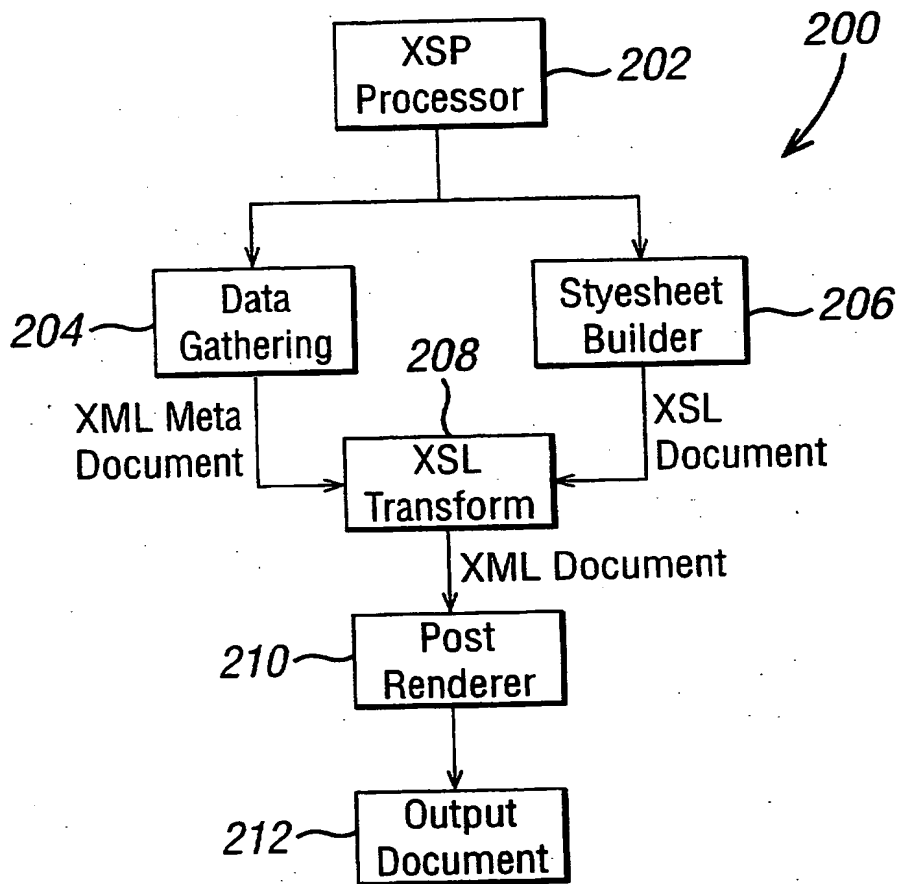 200
XSP
Processor
202
Data
Gathering
204
Styesheet
Builder
206
208
XML Meta
Document
XSL
Document
XSL
Transform
XML Document
Post
Renderer
210
Output
Document
212